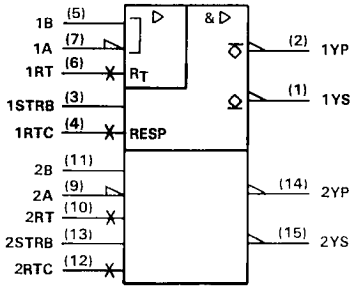 1B (5)
1A (7)
1RT (6)
1STRB (3)
1RTC (4)
RT
RESP
&
(2) 1YP
(1) 1YS
2B (11)
2A (9)
2RT (10)
2STRB (13)
2RTC (12)
(14) 2YP
(15) 2YS